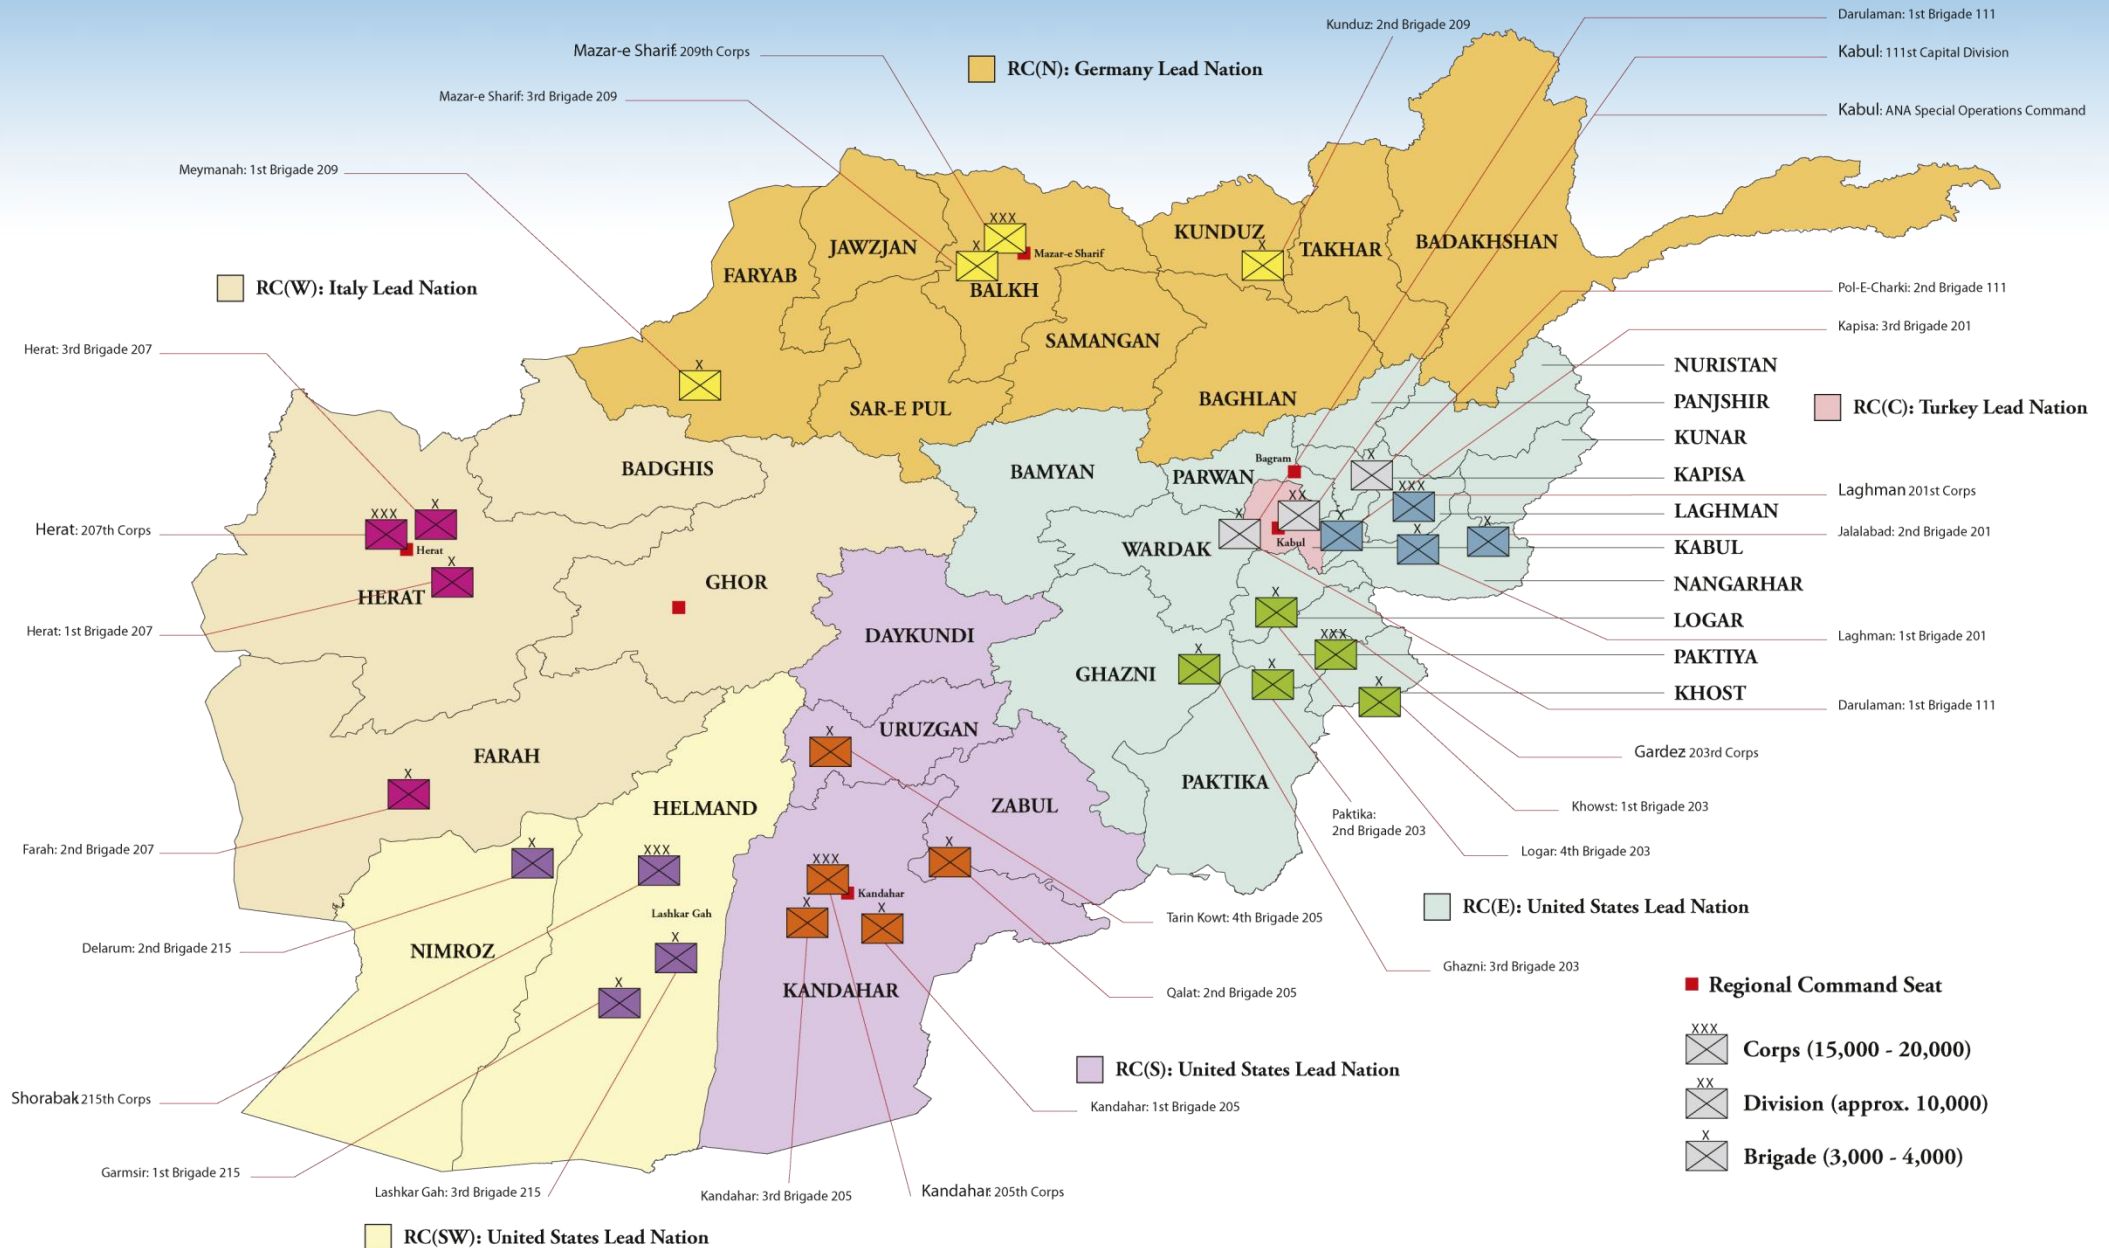 Darulaman: 1st Brigade 111
Kunduz: 2nd Brigade 209
Mazar-e Sharif: 209th Corps
Kabul: 111st Capital Division
RC(N): Germany Lead Nation
Mazar-e Sharif: 3rd Brigade 209
Kabul: ANA Special Operations Command
Meymanah: 1st Brigade 209
XXX
KUNDUZ
JAWZJAN
X
X
TAKHAR
BADAKHSHAN
Mazar-e Sharif
FARYAB
BALKH
RC(W): Italy Lead Nation
Pol-E-Charki: 2nd Brigade 111
Kapisa: 3rd Brigade 201
SAMANGAN
Herat: 3rd Brigade 207
X
NURISTAN
BAGHLAN
PANJSHIR
SAR-E PUL
RC(C): Turkey Lead Nation
KUNAR
BADGHIS
BAMYAN
Bagram
X
PARWAN
KAPISA
XXX
XX
Laghman 201st Corps
X
XXX
X
X
X
LAGHMAN
Herat: 207th Corps
X
Jalalabad: 2nd Brigade 201
Herat
Kabul
WARDAK
KABUL
X
GHOR
NANGARHAR
HERAT
X
LOGAR
Herat: 1st Brigade 207
DAYKUNDI
XXX
Laghman: 1st Brigade 201
X
X
PAKTIYA
GHAZNI
X
KHOST
Darulaman: 1st Brigade 111
X
URUZGAN
FARAH
Gardez 203rd Corps
X
PAKTIKA
HELMAND
ZABUL
Khowst: 1st Brigade 203
Paktika:
2nd Brigade 203
Farah: 2nd Brigade 207
X
XXX
X
Logar: 4th Brigade 203
XXX
Kandahar
X
X
Lashkar Gah
RC(E): United States Lead Nation
Tarin Kowt: 4th Brigade 205
X
Delarum: 2nd Brigade 215
NIMROZ
X
Ghazni: 3rd Brigade 203
KANDAHAR
Qalat: 2nd Brigade 205
Regional Command Seat
XXX
Corps (15,000 - 20,000)
RC(S): United States Lead Nation
XX
Division (approx. 10,000)
Shorabak 215th Corps
Kandahar: 1st Brigade 205
X
Brigade (3,000 - 4,000)
Garmsir: 1st Brigade 215
Lashkar Gah: 3rd Brigade 215
Kandahar: 3rd Brigade 205
Kandahar: 205th Corps
RC(SW): United States Lead Nation